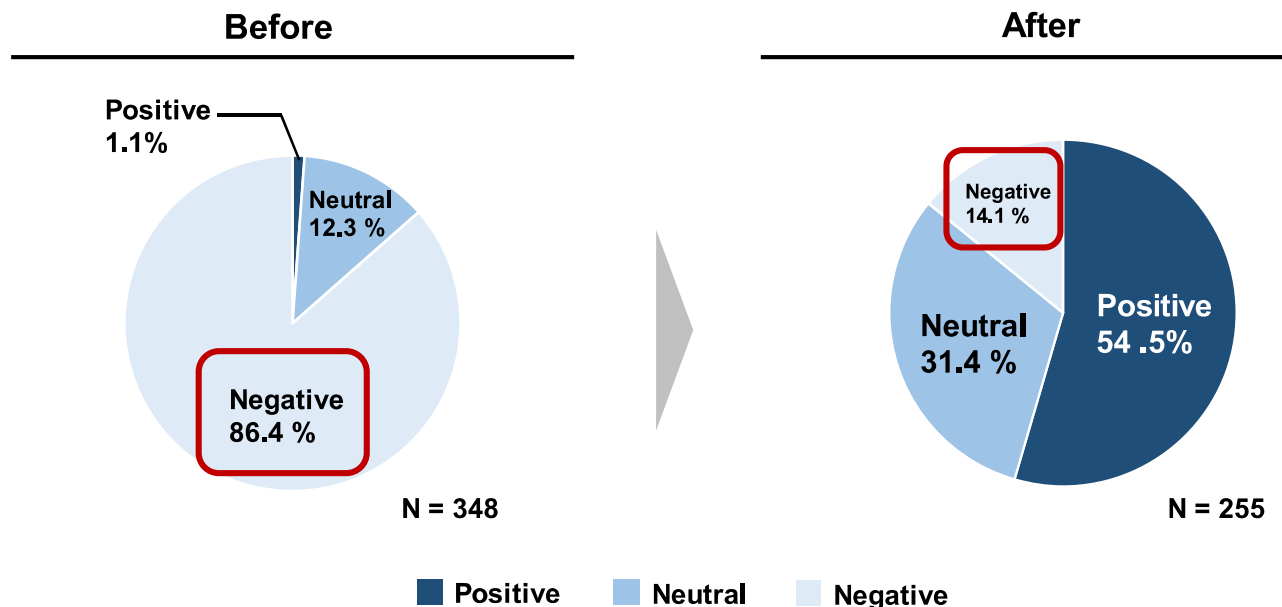 Before
Positive
1.1%
Neutral
12.3 %
Negative
86.4 %
N = 348
After
Negative
14.1 %
Neutral
31.4 %
Positive
54 .5%
N = 255
Positive
Neutral
Negative